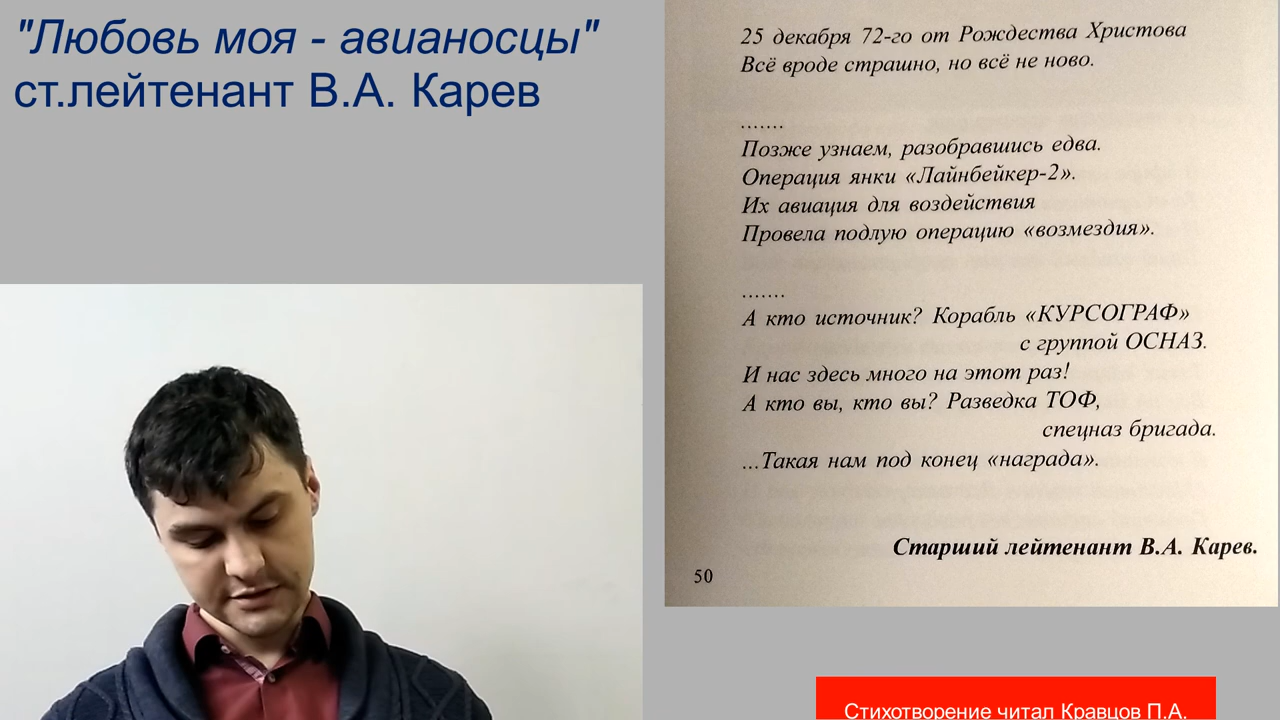 "Любовь моя - авианосцы"
ст.лейтенант В.А. Карев
25 декабря 72-го от Рождества Христова
Всё вроде страшно, но всё не ново.
.......
Позже узнаем, разобравшись едва.
Операция янки «Лайнбейкер-2».
Их авиация для воздействия
Провела подлую операцию «возмездия».
.......
А кто источник? Корабль «КУРСОГРАФ»
с группой ОСНАЗ.
И нас здесь много на этот раз!
А кто вы, кто вы? Разведка ТОФ,
спецназ бригада.
...Такая нам под конец «награда».
Старший лейтенант В.А. Карев.
50
Стихотворение читал Кравцов П.А.